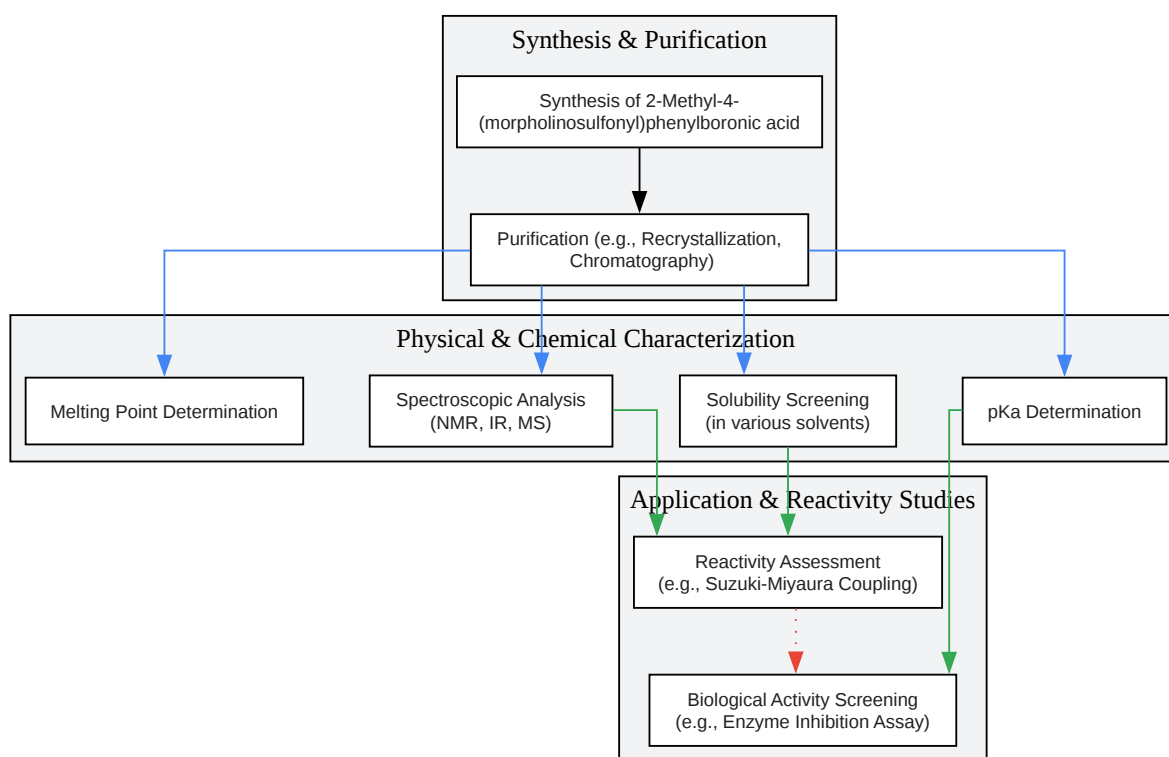 Synthesis & Purification
Synthesis of 2-Methyl-4-
(morpholinosulfonyl)phenylboronic acid
Purification (e.g., Recrystallization,
Chromatography)
Physical & Chemical Characterization
Melting Point Determination
Spectroscopic Analysis
(NMR, IR, MS)
Solubility Screening
(in various solvents)
pKa Determination
Application & Reactivity Studies
Reactivity Assessment
(e.g., Suzuki-Miyaura Coupling)
Biological Activity Screening
(e.g., Enzyme Inhibition Assay)